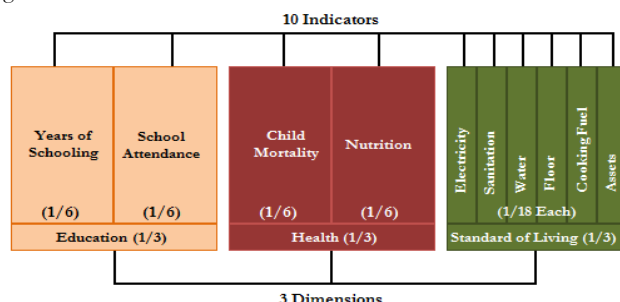 10 Indicators
Years of
Schooling
(1/6)
School
Attendance
(1/6)
Education (1/3)
Child
Mortality
(1/6)
Nutrition
(1/6)
Health (1/3)
Electricity
Sanitation
Water
Floor
Cooking Fuel
Assets
(1/18 Each)
Standard of Living (1/3)
3 Dimensions